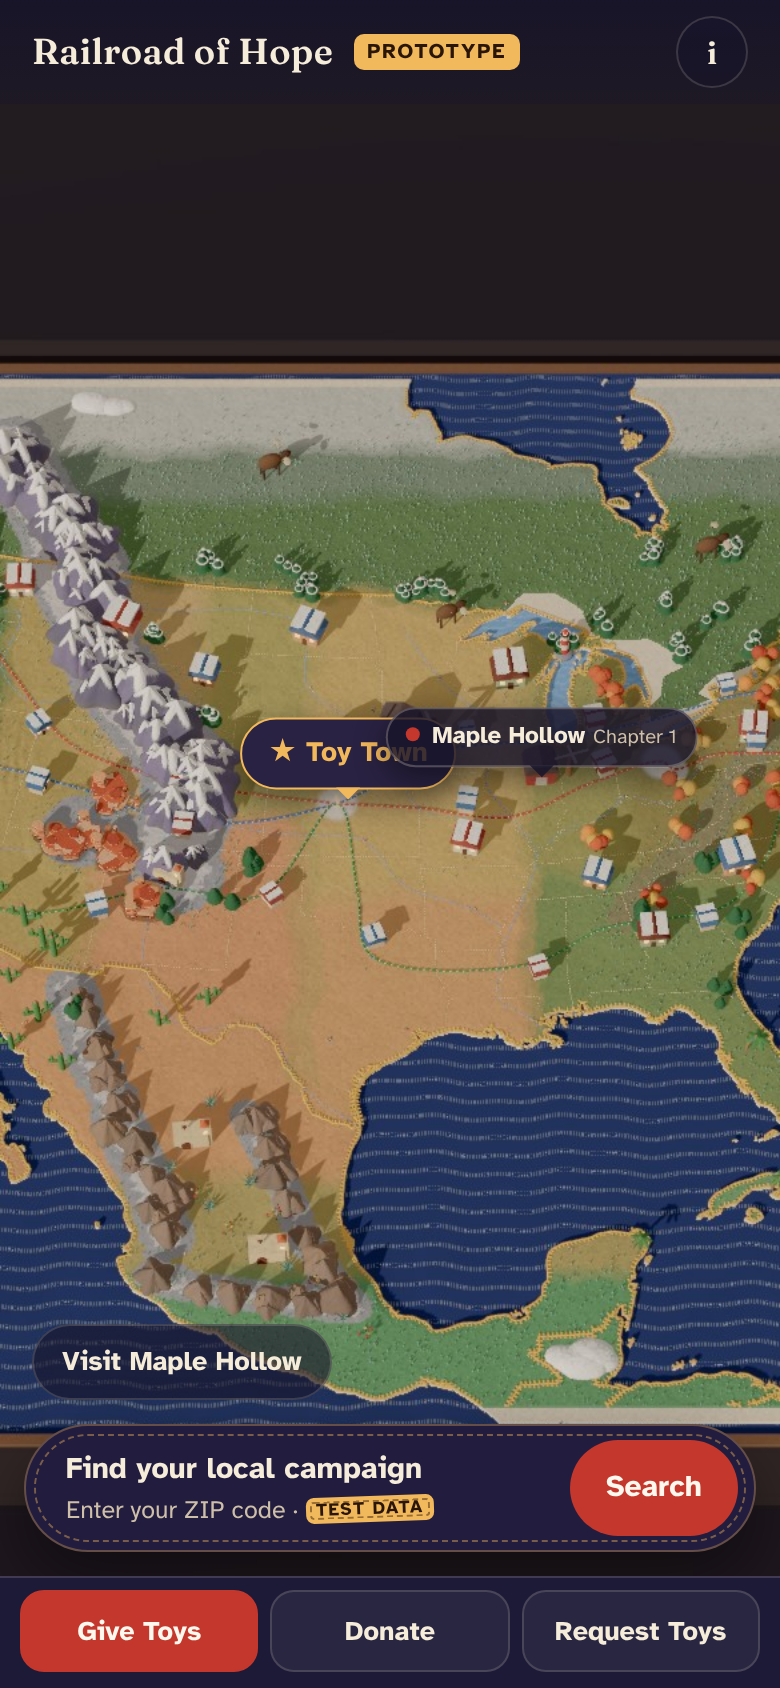 Railroad of Hope PROTOTYPE i
★ Toy Town
Maple Hollow Chapter 1
Visit Maple Hollow
Find your local campaign
Enter your ZIP code · TEST DATA
Search
Give Toys
Donate
Request Toys